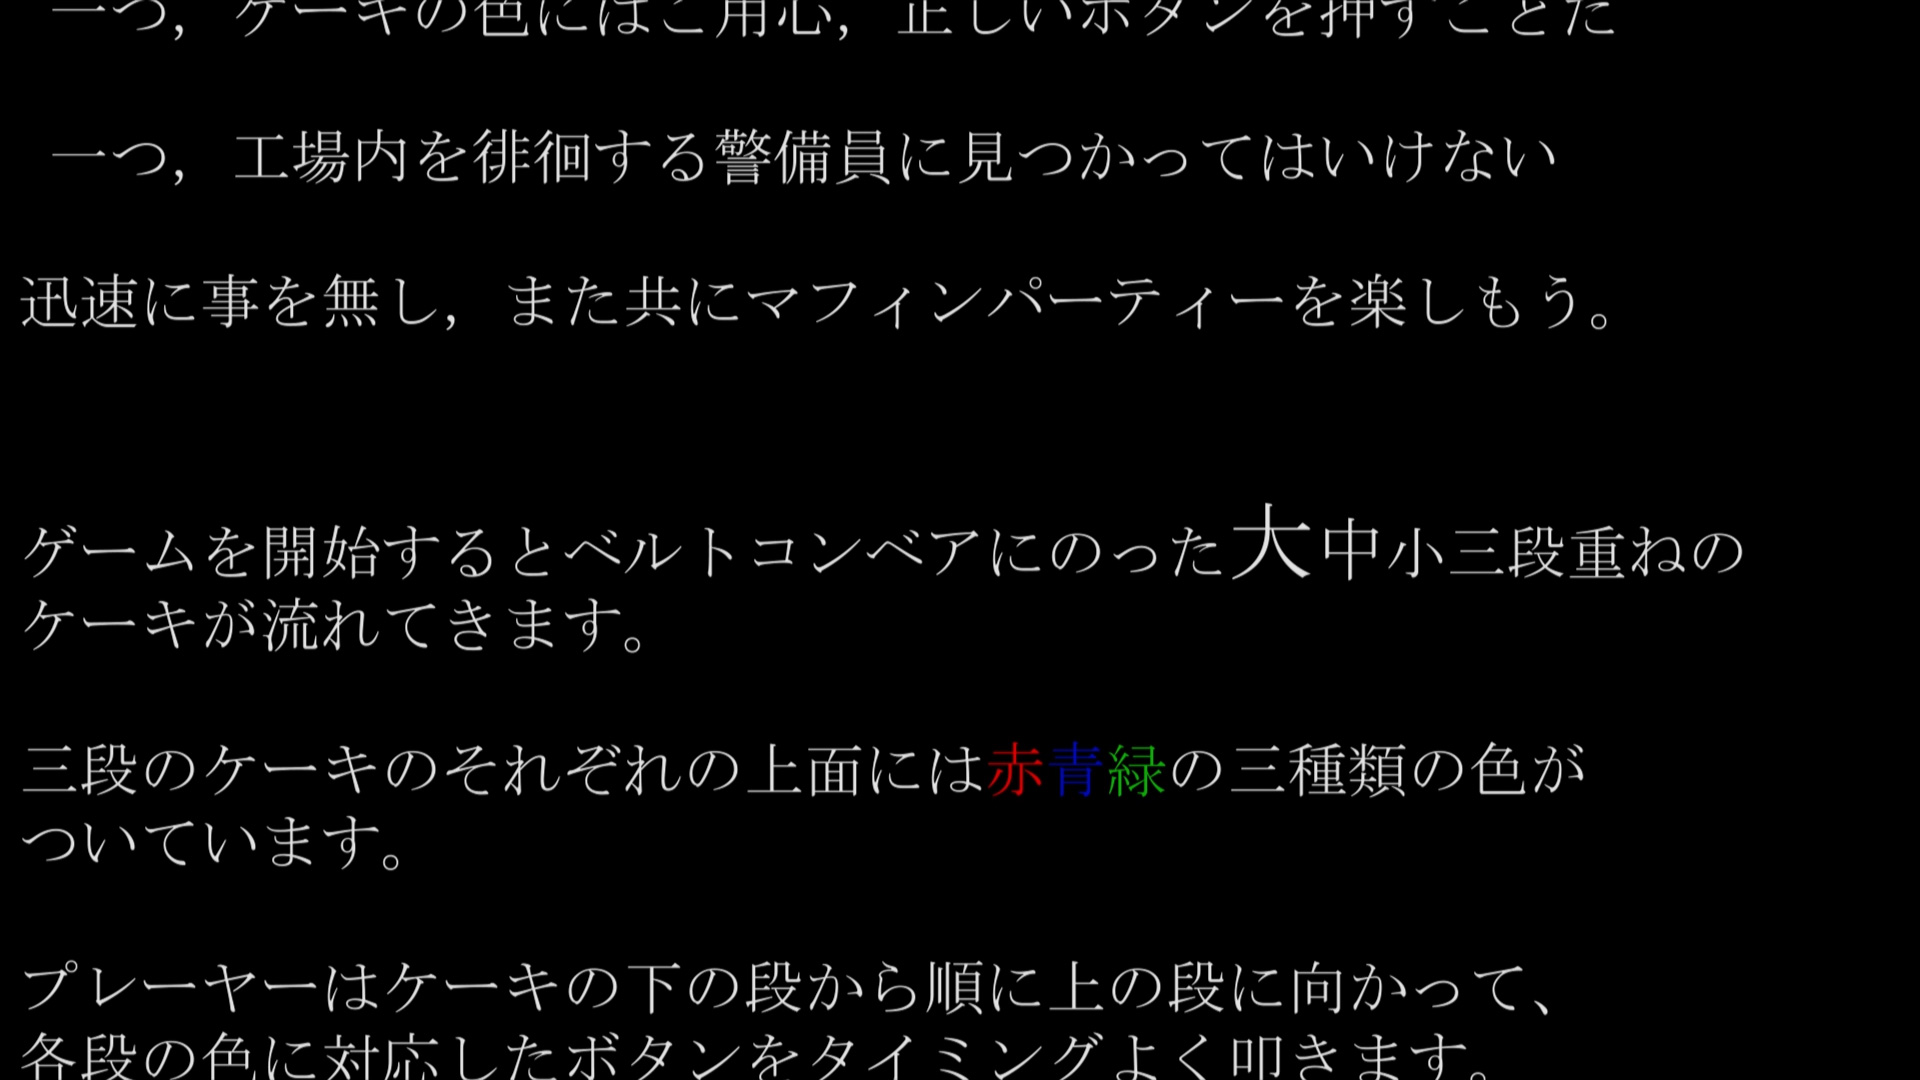 一つ，ケーキの色にはご用心，正しいボタンを押すことだ
一つ，工場内を徘徊する警備員に見つかってはいけない
迅速に事を無し，また共にマフィンパーティーを楽しもう。
ゲームを開始するとベルトコンベアにのった大中小三段重ねの
ケーキが流れてきます。
三段のケーキのそれぞれの上面には赤青緑の三種類の色が
ついています。
プレーヤーはケーキの下の段から順に上の段に向かって、
各段の色に対応したボタンをタイミングよく叩きます。